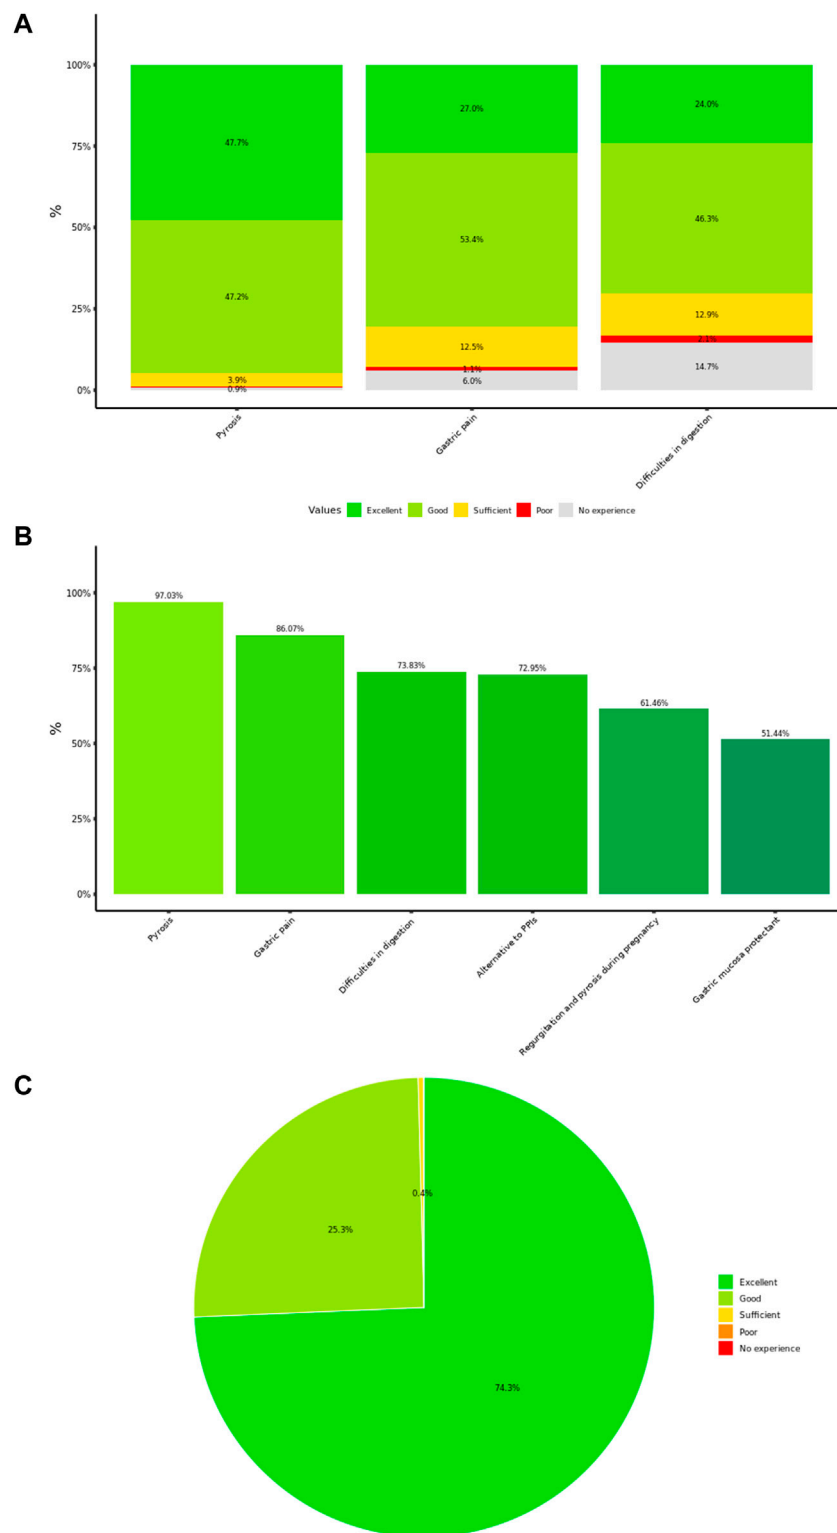 A
100%
75%
50%
25%
0%
%
47.7%
47.2%
3.9%
0.9%
27.0%
53.4%
12.5%
1.1%
6.0%
24.0%
46.3%
12.9%
2.1%
14.7%
Pyrosis
Gastric pain
Difficulties in digestion
Values Excellent Good Sufficient Poor No experience
B
100%
75%
50%
25%
0%
%
97.03%
86.07%
73.83%
72.95%
61.46%
51.44%
Pyrosis
Gastric pain
Difficulties in digestion
Alternative to PPIs
Regurgitation and pyrosis during pregnancy
Gastric mucosa protectant
C
0.4%
25.3%
74.3%
Excellent
Good
Sufficient
Poor
No experience